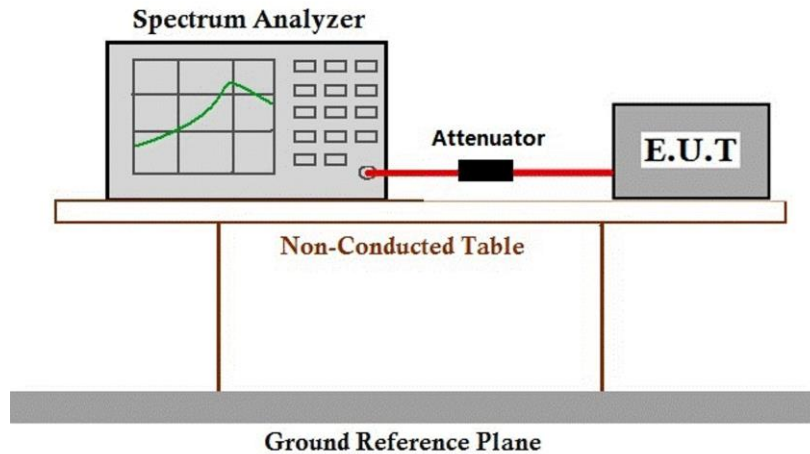 Spectrum Analyzer
Attenuator
E.U.T
Non-Conducted Table
Ground Reference Plane